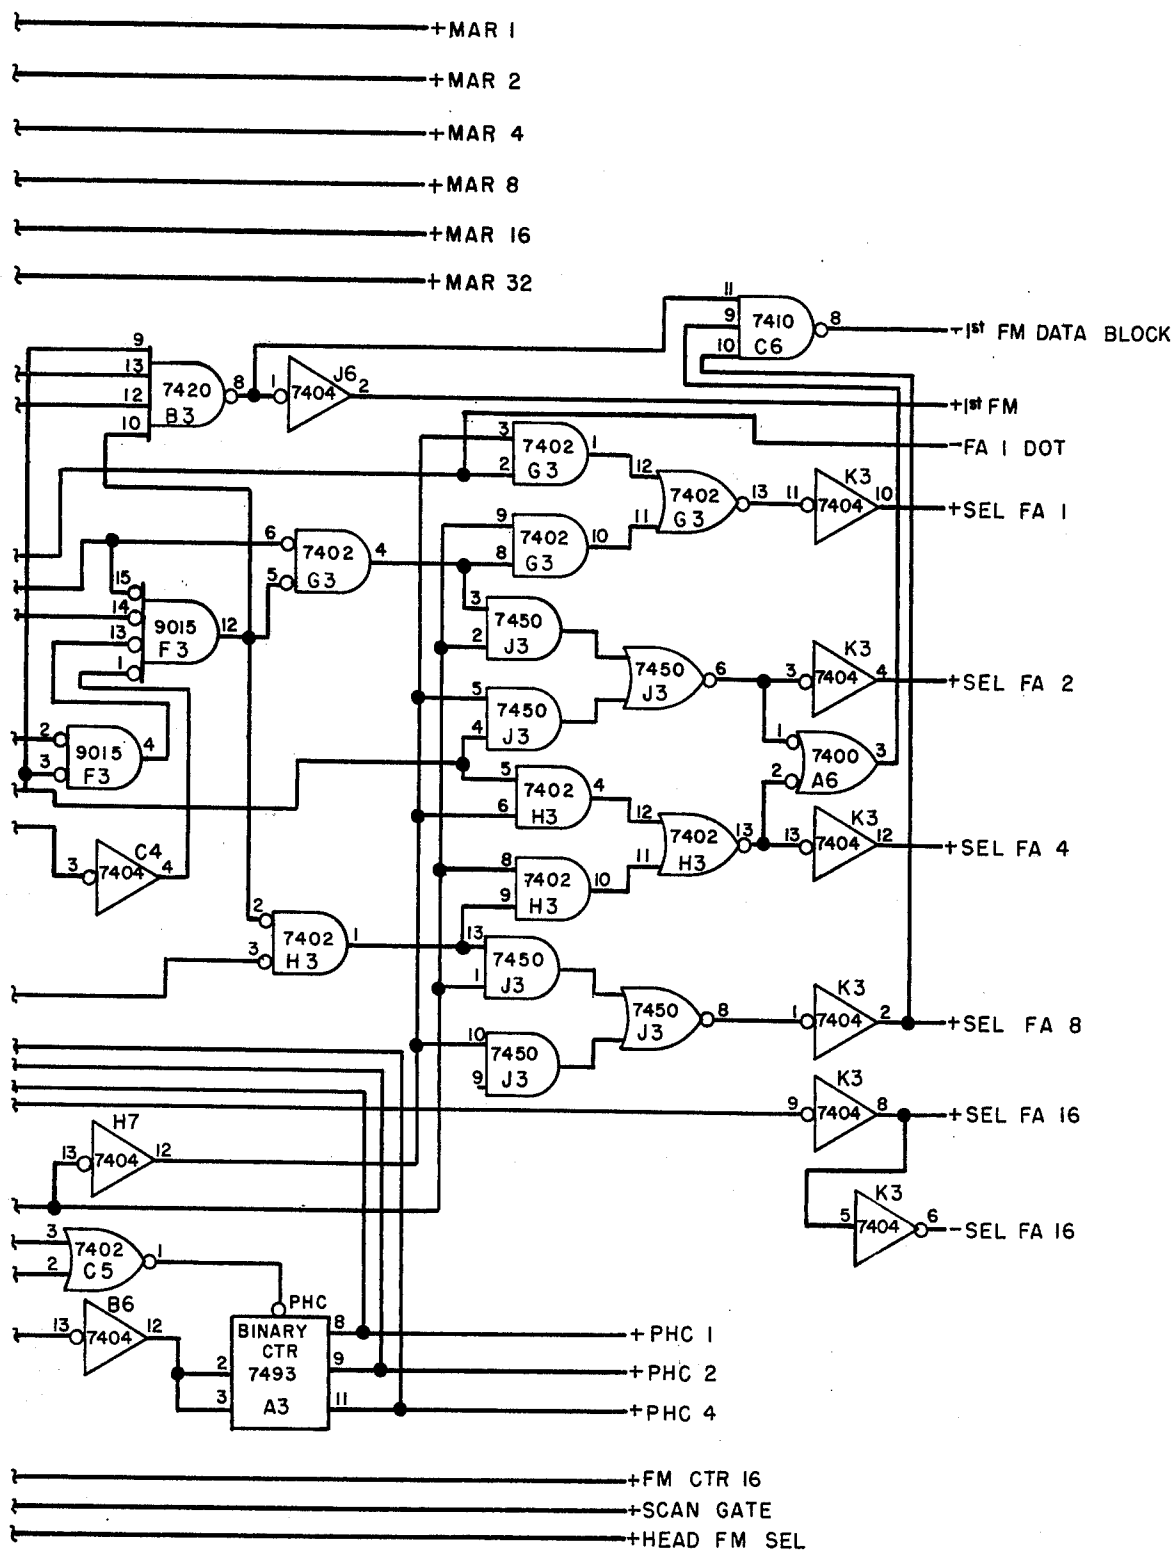 +MAR 1
+MAR 2
+MAR 4
+MAR 8
+MAR 16
+MAR 32
11
9 7410 8
10 C6
-1st FM DATA BLOCK
9
13
12 7420 8
10 B3
1 7404 J6 2
+1st FM
-FA 1 DOT
3 7402 1
2 G3
12 7402 13
11 G3
11 7404 K3 10
+SEL FA 1
9 7402 10
8 G3
6 7402 4
5 G3
15
14 9015 12
13 F3
1
3 7450
2 J3
7450 6
J3
3 7404 K3 4
+SEL FA 2
5 7450
4 J3
1 7400 3
2 A6
2 9015 4
3 F3
5 7402 4
6 H3
12 7402 13
11 H3
13 7404 K3 12
+SEL FA 4
3 7404 C4 4
8 7402 10
9 H3
2 7402 1
3 H3
13 7450
1 J3
7450 8
J3
1 7404 K3 2
+SEL FA 8
10 7450
9 J3
9 7404 K3 8
+SEL FA 16
13 7404 H7 12
5 7404 K3 6
-SEL FA 16
3 7402 1
2 C5
PHC
13 7404 B6 12
BINARY 8
CTR
2 7493 9
3 A3 11
+PHC 1
+PHC 2
+PHC 4
+FM CTR 16
+SCAN GATE
+HEAD FM SEL